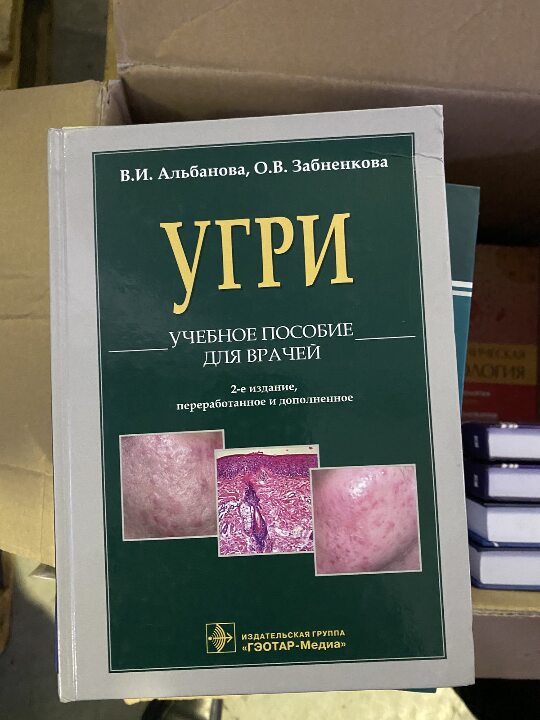 В.И. Альбанова, О.В. Забненкова
УГРИ
УЧЕБНОЕ ПОСОБИЕ
ДЛЯ ВРАЧЕЙ
2-е издание,
переработанное и дополненное
ИЗДАТЕЛЬСКАЯ ГРУППА
«ГЭОТАР-Медиа»